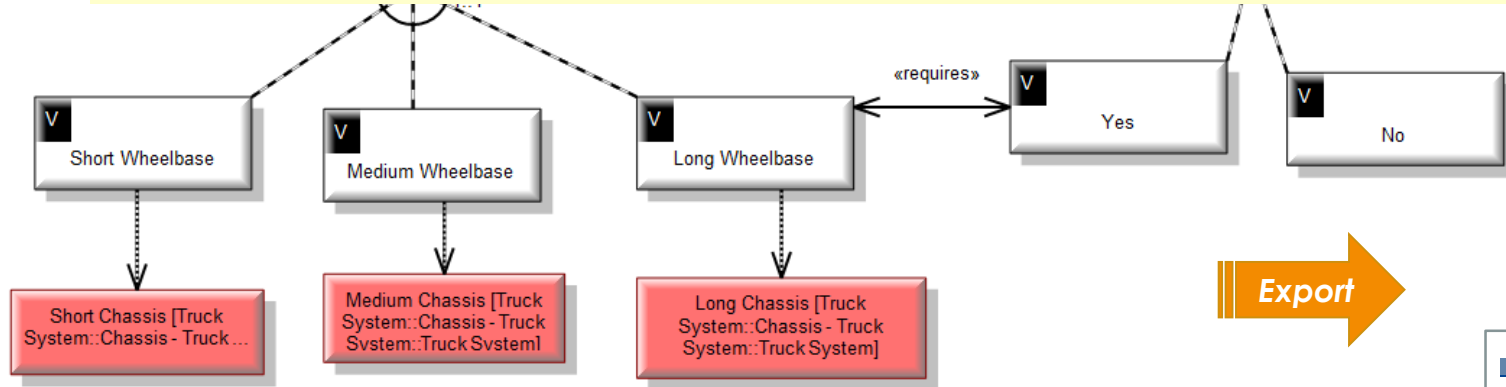 «requires»
V
Short Wheelbase
V
Medium Wheelbase
V
Long Wheelbase
V
Yes
V
No
Short Chassis [Truck
System::Chassis - Truck ...
Medium Chassis [Truck
System::Chassis - Truck
System::Truck System]
Long Chassis [Truck
System::Chassis - Truck
System::Truck System]
Export